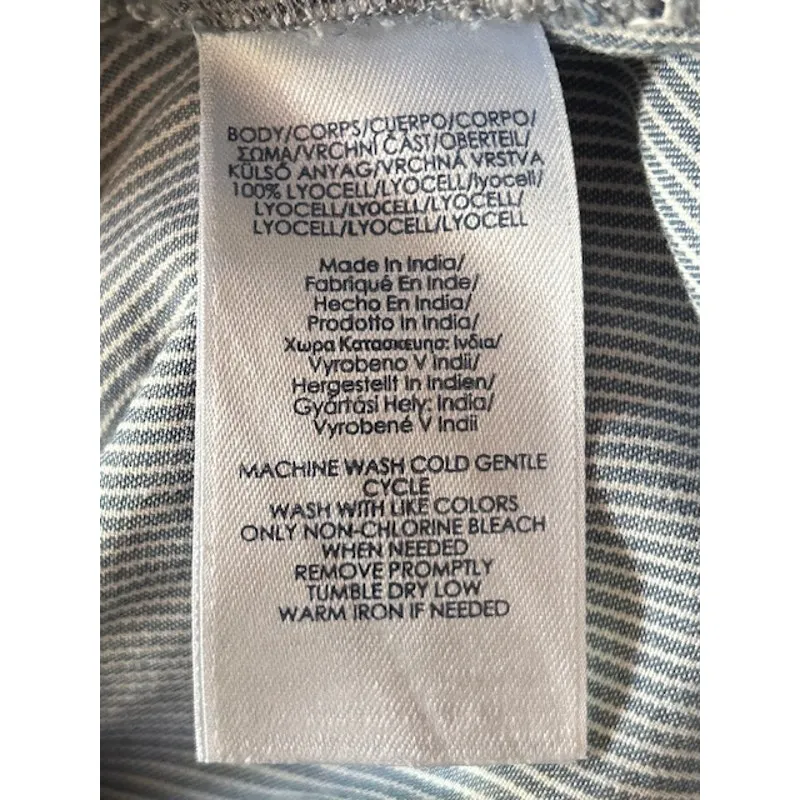 BODY/CORPS/CUERPO/CORPO/
ΣΩΜΑ/VRCHNÍ ČÁST/OBERTEIL/
KÜLSŐ ANYAG/VRCHNÁ VRSTVA
100% LYOCELL/LYOCELL/lyocell/
LYOCELL/LYOCELL/LYOCELL/
LYOCELL/LYOCELL/LYOCELL
Made In India/
Fabriqué En Inde/
Hecho En India/
Prodotto In India/
Χωρα Κατασκευησ: Ινδια/
Vyrobeno V Indii/
Hergestellt In Indien/
Gyártási Hely: India/
Vyrobené V Indii
MACHINE WASH COLD GENTLE
CYCLE
WASH WITH LIKE COLORS
ONLY NON-CHLORINE BLEACH
WHEN NEEDED
REMOVE PROMPTLY
TUMBLE DRY LOW
WARM IRON IF NEEDED